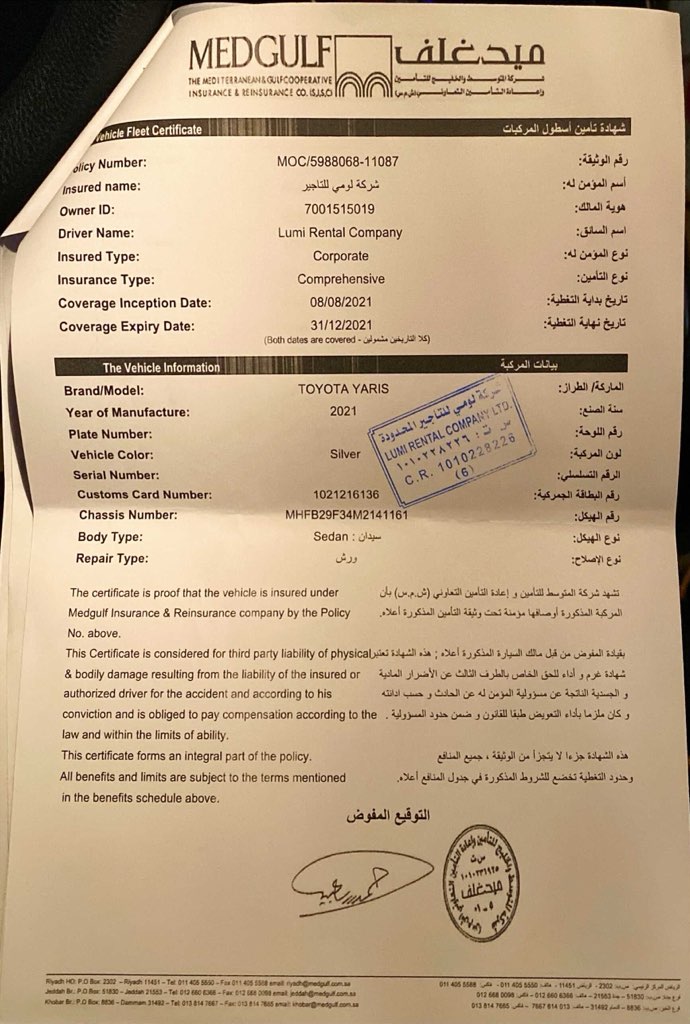 MEDGULF ميدغلف
THE MEDITERRANEAN & GULF COOPERATIVE شركة المتوسط والخليج للتأمين
INSURANCE & REINSURANCE CO. (S.J.S.C) وإعادة التأمين التعاوني (ش.م.س)
Vehicle Fleet Certificate شهادة تأمين أسطول المركبات
olicy Number: MOC/5988068-11087 رقم الوثيقة:
Insured name: شركة لومي للتاجير أسم المؤمن له:
Owner ID: 7001515019 هوية المالك:
Driver Name: Lumi Rental Company اسم السائق:
Insured Type: Corporate نوع المؤمن له:
Insurance Type: Comprehensive نوع التأمين:
Coverage Inception Date: 08/08/2021 تاريخ بداية التغطية:
Coverage Expiry Date: 31/12/2021 تاريخ نهاية التغطية:
(Both dates are covered - كلا التاريخين مشمولين)
The Vehicle Information بيانات المركبة
Brand/Model: TOYOTA YARIS الماركة/ الطراز:
Year of Manufacture: 2021 سنة الصنع:
Plate Number: رقم اللوحة:
Vehicle Color: Silver لون المركبة:
Serial Number: الرقم التسلسلي:
Customs Card Number: 1021216136 رقم البطاقة الجمركية:
Chassis Number: MHFB29F34M2141161 رقم الهيكل:
Body Type: Sedan : سيدان نوع الهيكل:
Repair Type: ورش نوع الإصلاح:
شركة لومي للتاجير المحدودة
LUMI RENTAL COMPANY LTD.
س ت : ١٠١٠٢٢٨٢٢٦
C.R. 1010228226
(6)
The certificate is proof that the vehicle is insured under تشهد شركة المتوسط للتأمين و إعادة التأمين التعاوني (ش.م.س) بأن
Medgulf Insurance & Reinsurance company by the Policy المركبة المذكورة أوصافها مؤمنة تحت وثيقة التأمين المذكورة أعلاه.
No. above.
This Certificate is considered for third party liability of physical بقيادة المفوض من قبل مالك السيارة المذكورة أعلاه ; هذه الشهادة تعتبر
& bodily damage resulting from the liability of the insured or شهادة غرم و أداء للحق الخاص بالطرف الثالث عن الأضرار المادية
authorized driver for the accident and according to his و الجسدية الناتجة عن مسؤولية المؤمن له عن الحادث و حسب ادانته
conviction and is obliged to pay compensation according to the و كان ملزما بأداء التعويض طبقا للقانون و ضمن حدود المسؤولية .
law and within the limits of ability.
This certificate forms an integral part of the policy. هذه الشهادة جزءا لا يتجزأ من الوثيقة ، جميع المنافع
All benefits and limits are subject to the terms mentioned وحدود التغطية تخضع للشروط المذكورة في جدول المنافع أعلاه.
in the benefits schedule above.
التوقيع المفوض
س ت
١٠١٠٢٣١٩٢٥
ميدغلف
Riyadh HO: P.O Box: 2302 - Riyadh 11451 - Tel: 011 405 5550 - Fax 011 405 5588 email: riyadh@medgulf.com.sa
Jeddah Br.: P.O Box: 51830 - Jeddah 21553 - Tel: 012 660 6366 - Fax: 012 668 0098 email: jeddah@medgulf.com.sa
Khobar Br.: P.O Box: 8836 - Dammam 31492 - Tel: 013 814 7667 - Fax: 013 814 7665 email: khobar@medgulf.com.sa